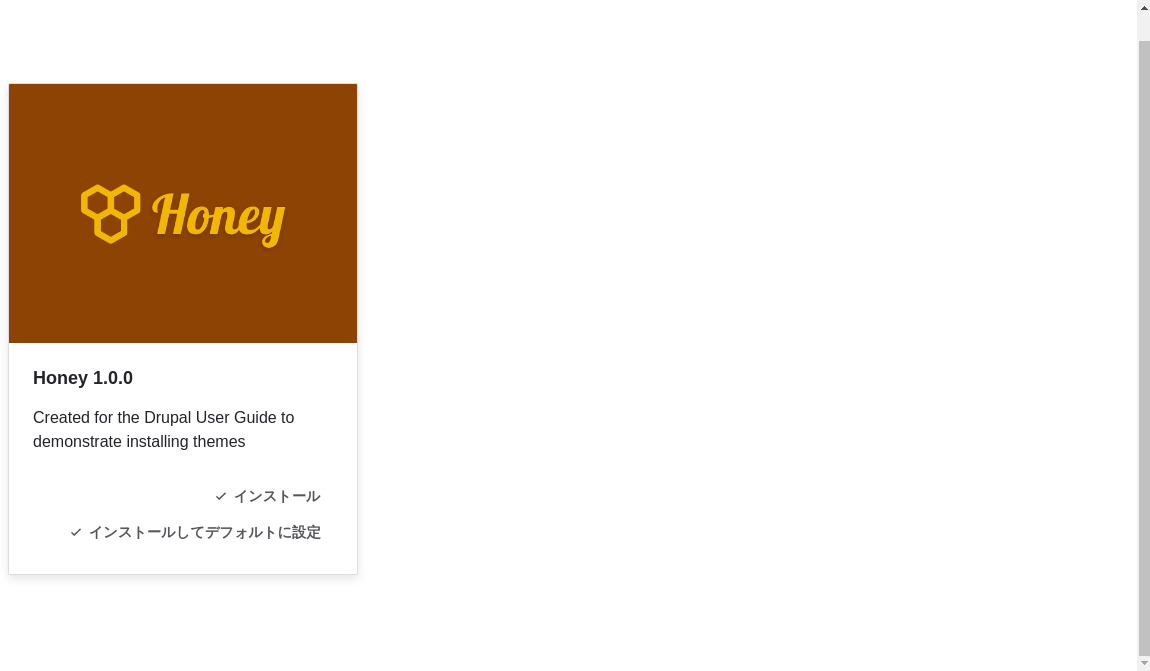 Honey
Honey 1.0.0
Created for the Drupal User Guide to
demonstrate installing themes
インストール
インストールしてデフォルトに設定